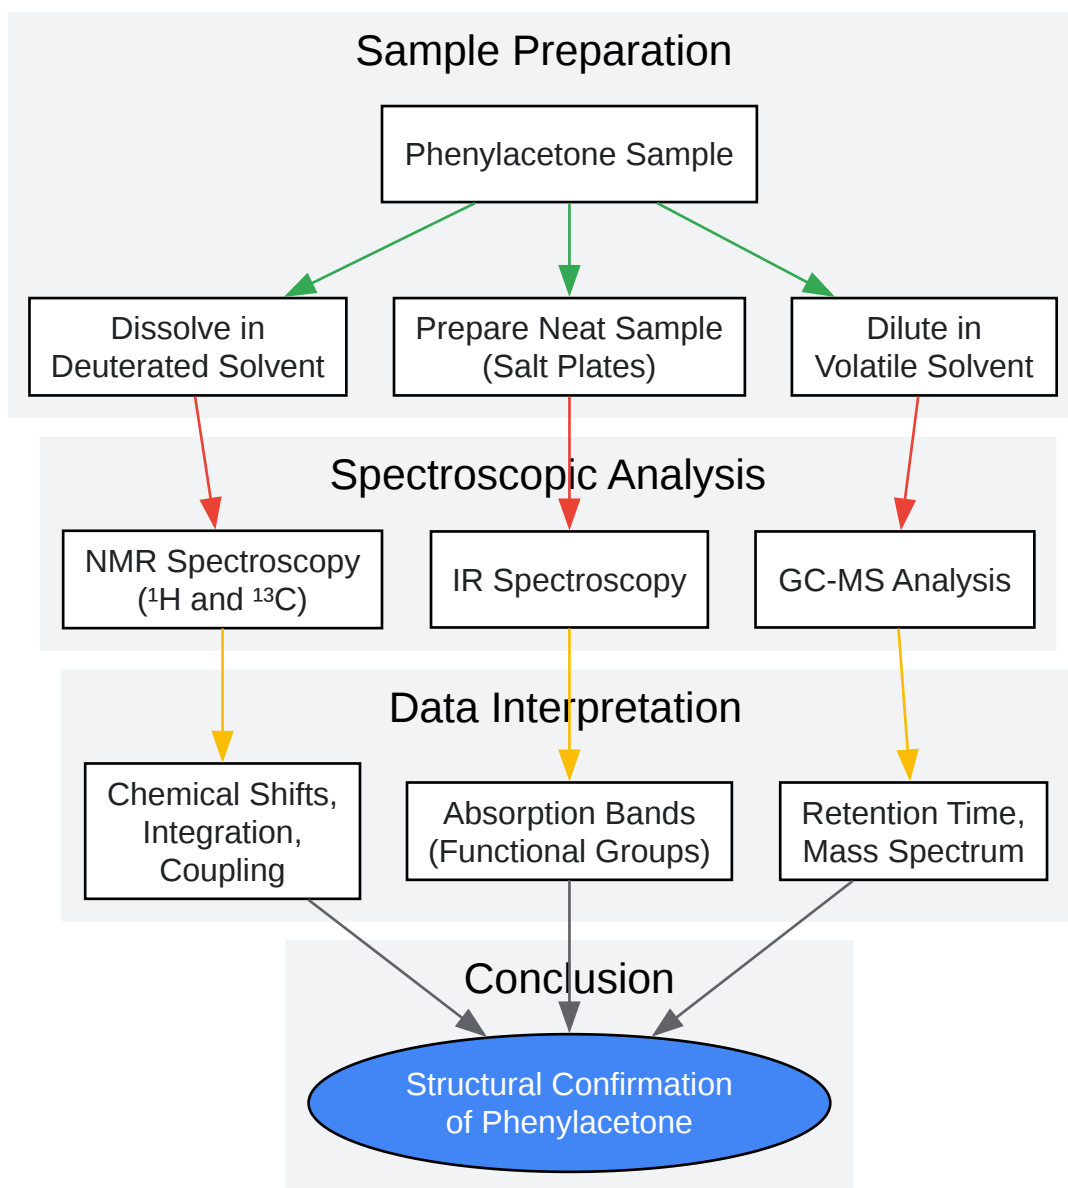 Sample Preparation
Phenylacetone Sample
Dissolve in
Deuterated Solvent
Prepare Neat Sample
(Salt Plates)
Dilute in
Volatile Solvent
Spectroscopic Analysis
NMR Spectroscopy
(¹H and ¹³C)
IR Spectroscopy
GC-MS Analysis
Data Interpretation
Chemical Shifts,
Integration,
Coupling
Absorption Bands
(Functional Groups)
Retention Time,
Mass Spectrum
Conclusion
Structural Confirmation
of Phenylacetone